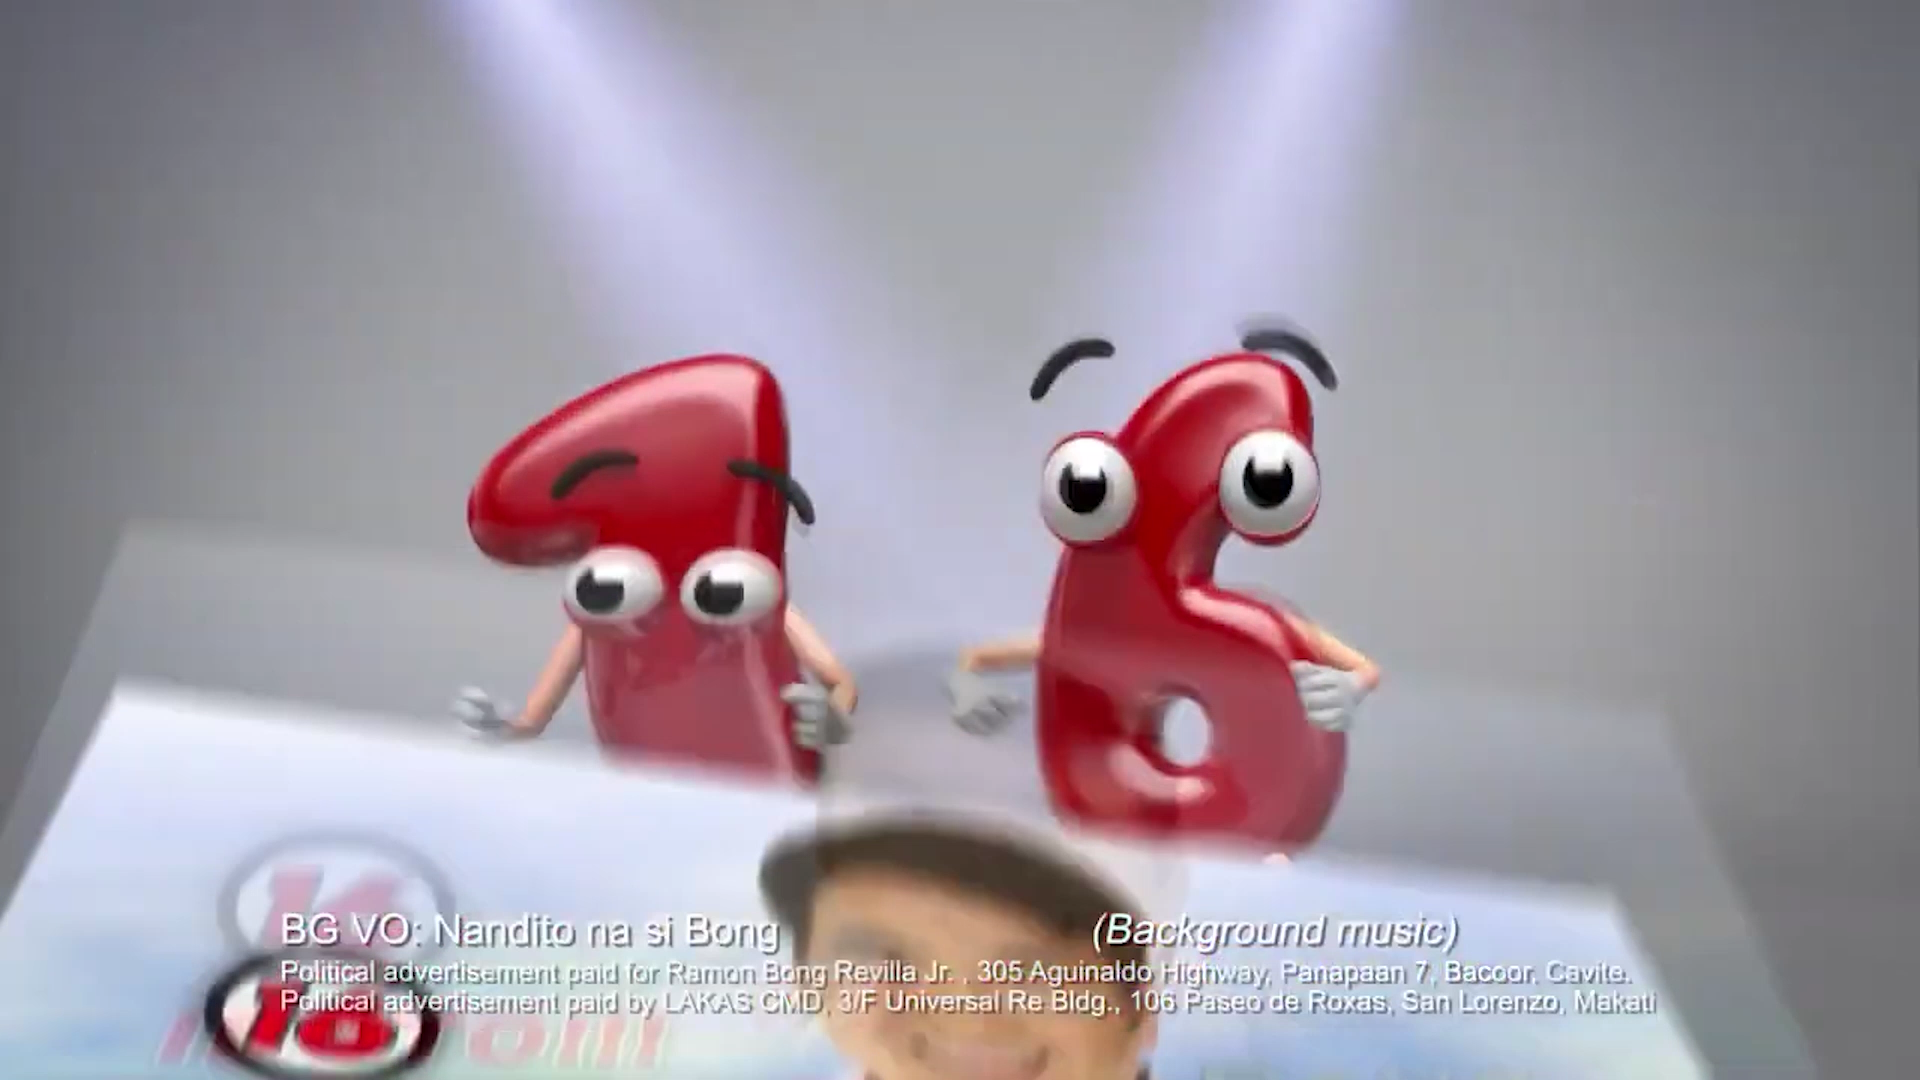 16
BG VO: Nandito na si Bong
(Background music)
Political advertisement paid for Ramon Bong Revilla Jr. , 305 Aguinaldo Highway, Panapaan 7, Bacoor, Cavite.
Political advertisement paid by LAKAS CMD, 3/F Universal Re Bldg., 106 Paseo de Roxas, San Lorenzo, Makati